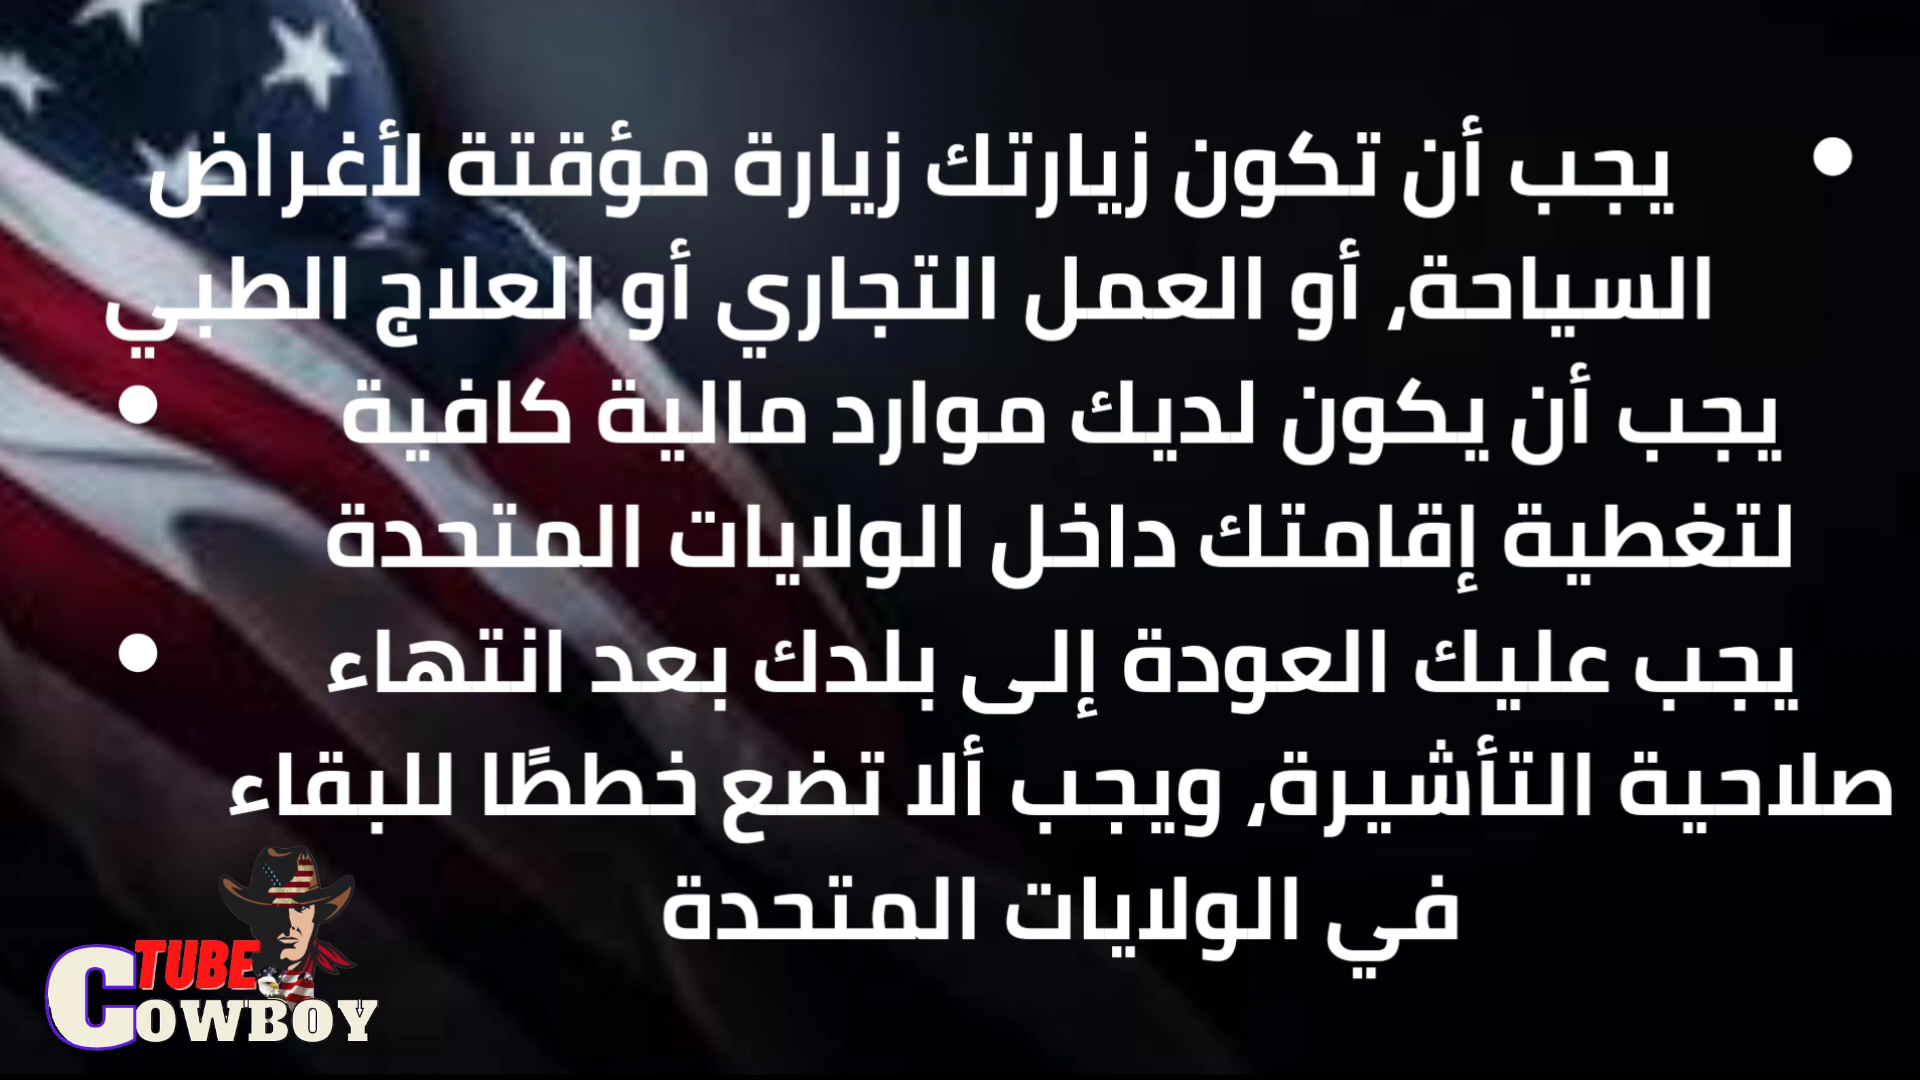 • يجب أن تكون زيارتك زيارة مؤقتة لأغراض
السياحة, أو العمل التجاري أو العلاج الطبي
• يجب أن يكون لديك موارد مالية كافية
لتغطية إقامتك داخل الولايات المتحدة
• يجب عليك العودة إلى بلدك بعد انتهاء
صلاحية التأشيرة, ويجب ألا تضع خططًا للبقاء
في الولايات المتحدة
TUBE
COWBOY